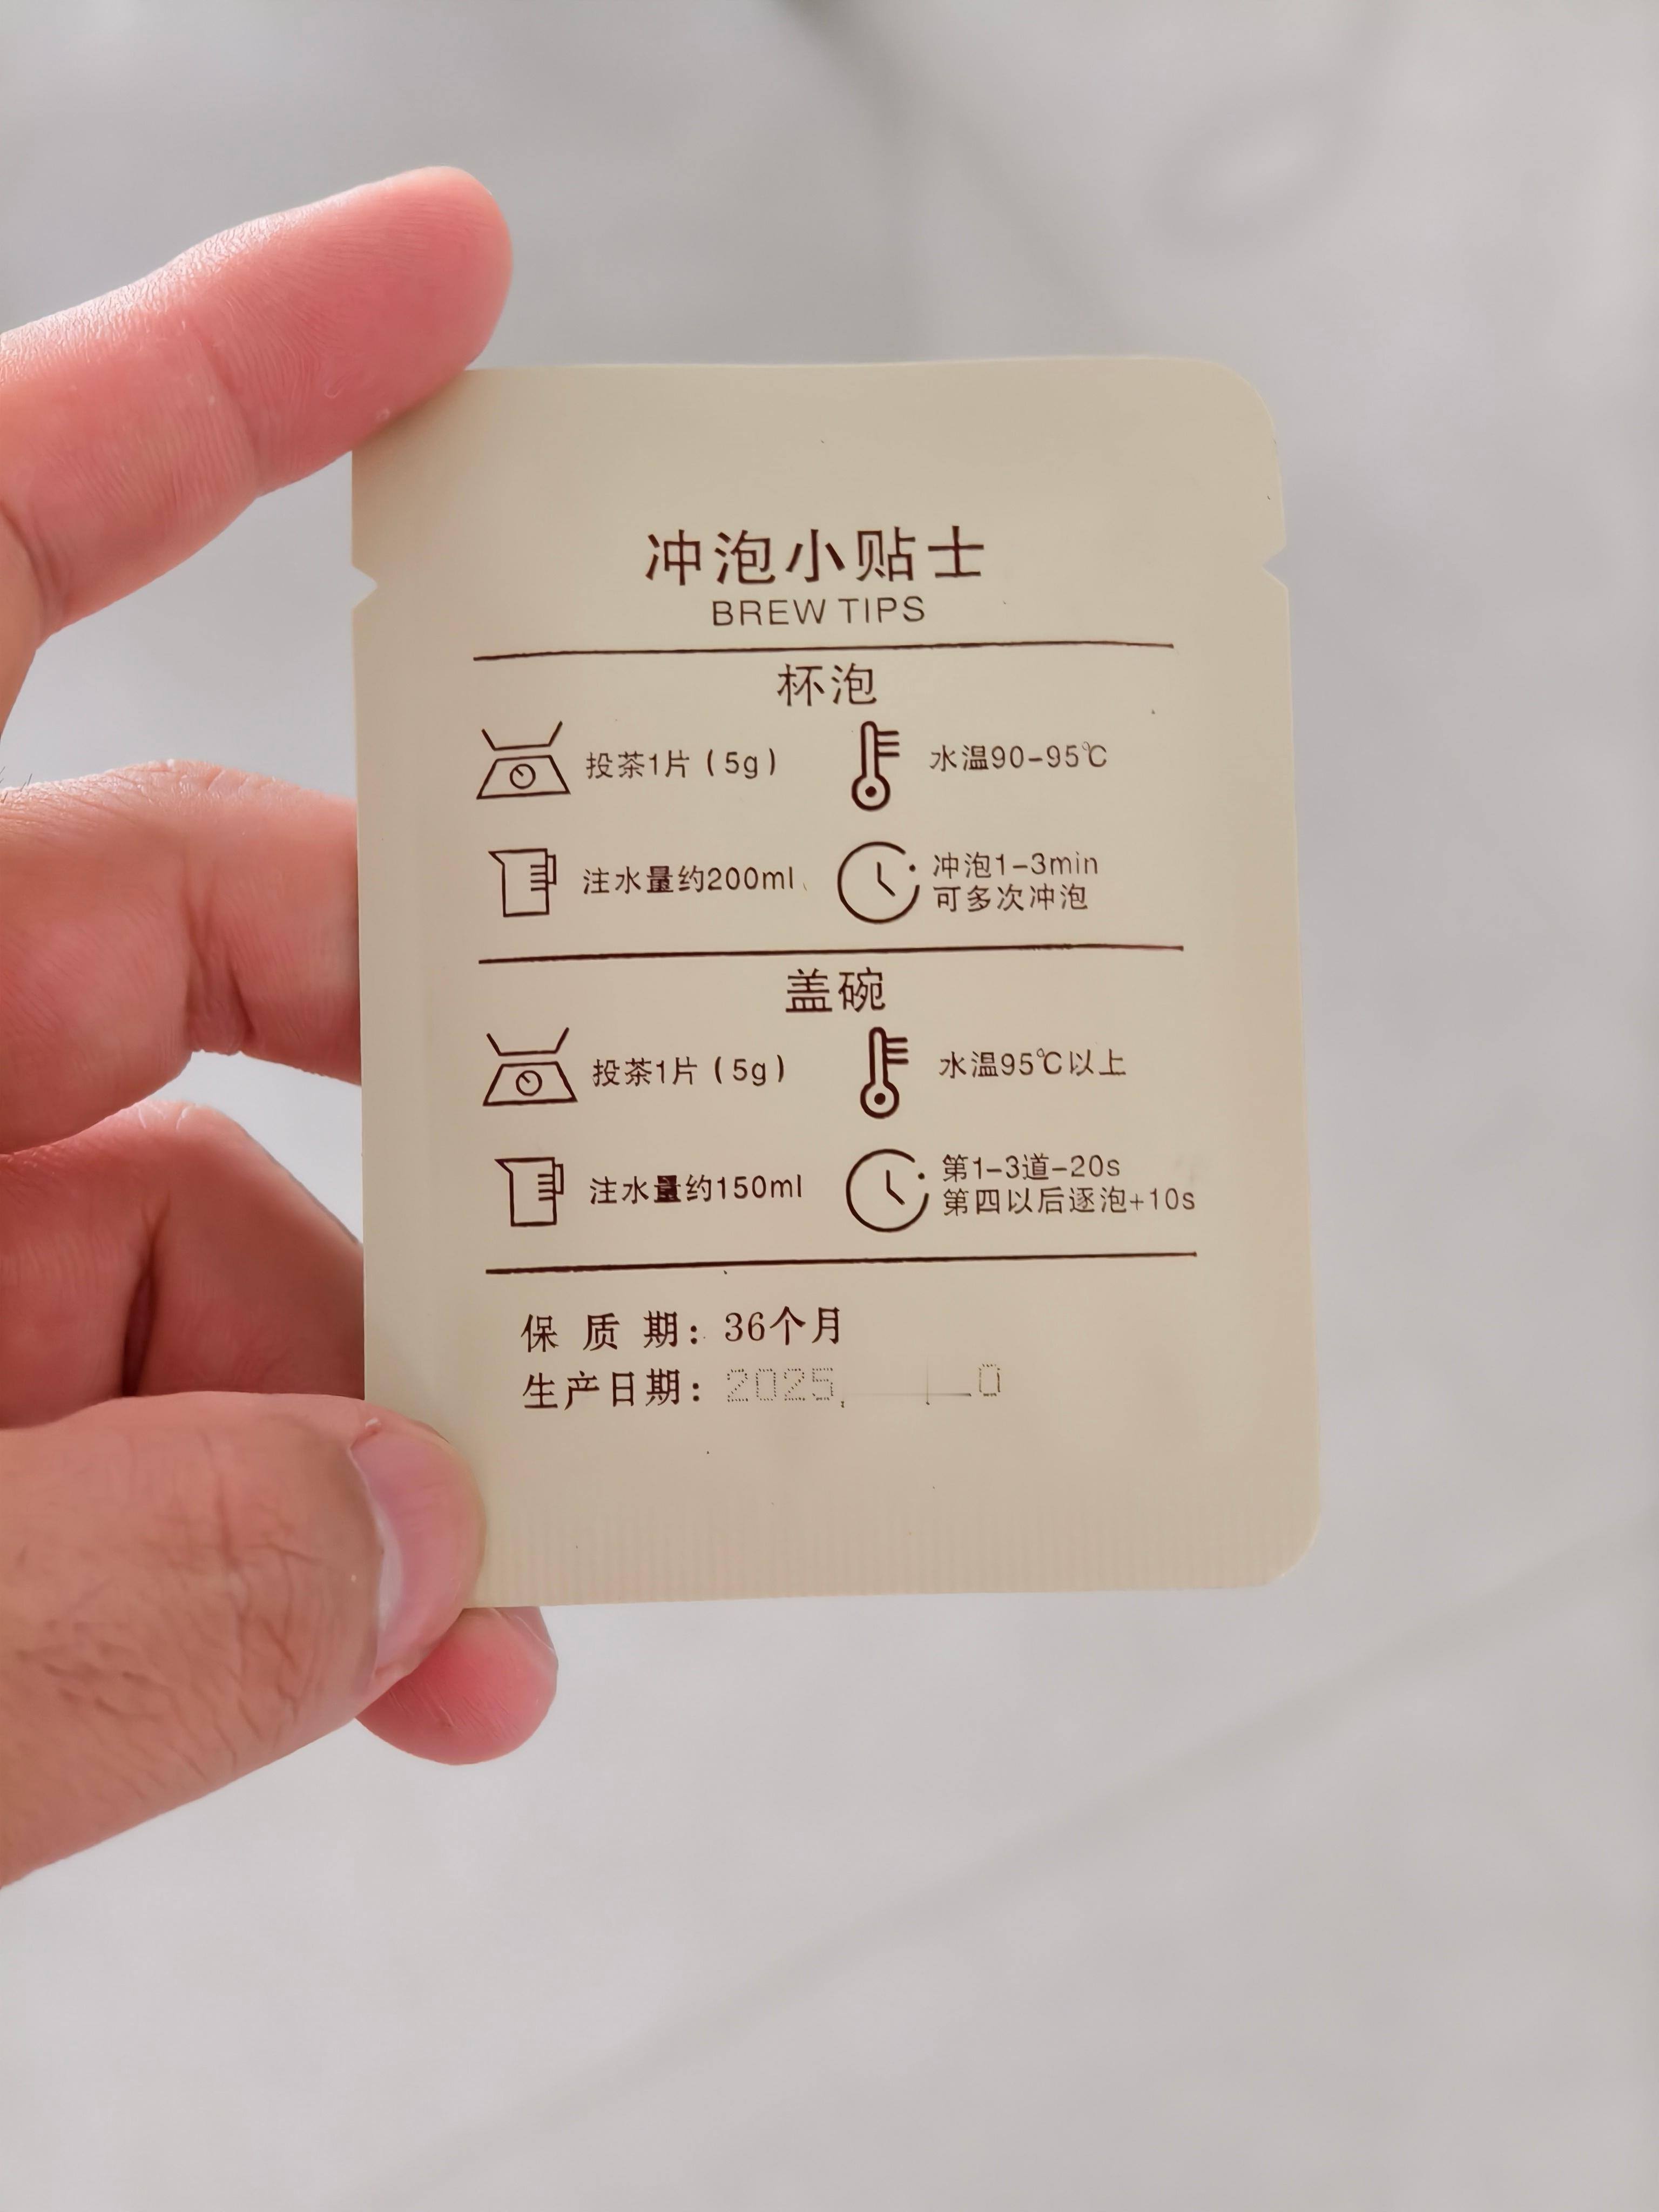 冲泡小贴士
BREW TIPS
杯泡
投茶1片(5g)
水温90-95℃
注水量约200ml
冲泡1-3min
可多次冲泡
盖碗
投茶1片(5g)
水温95℃以上
注水量约150ml
第1-3道-20s
第四以后逐泡+10s
保 质 期: 36个月
生产日期: 2025.